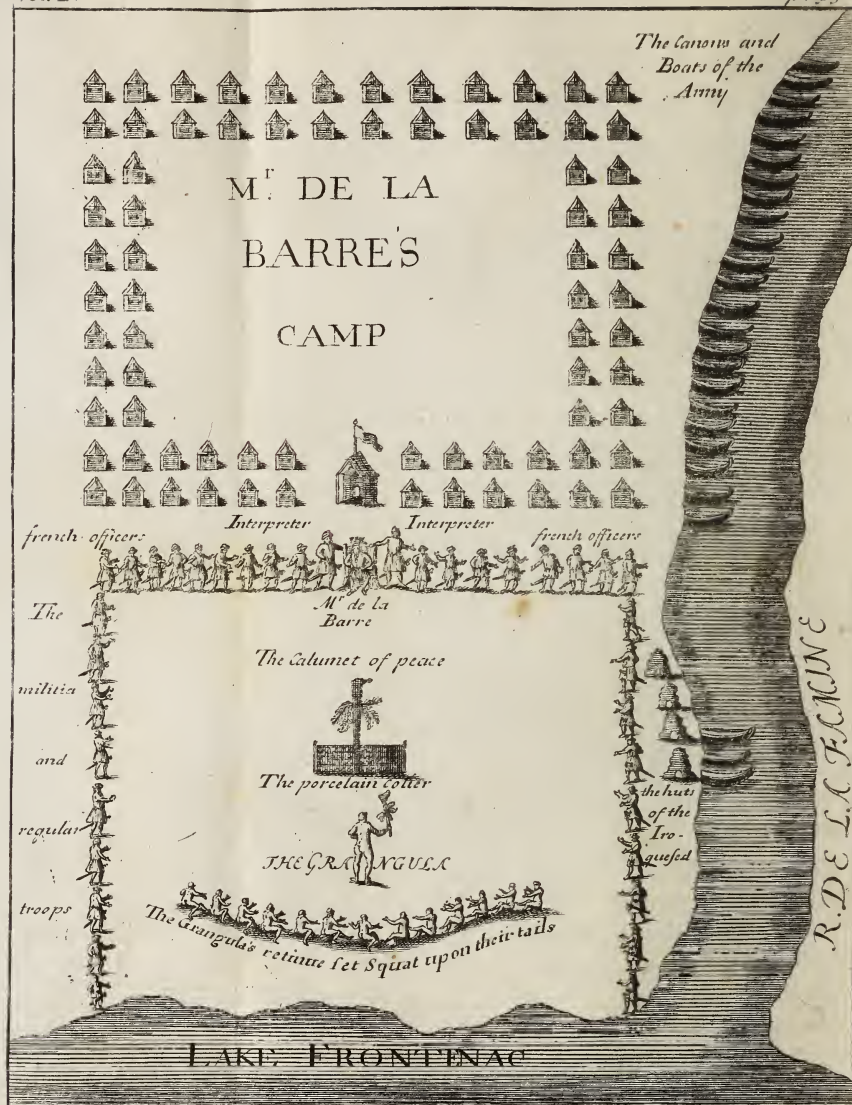 The Canows and
Boats of the
Army
Mr. DE LA
BARRE'S
CAMP
Interpreter
Interpreter
french officers
french officers
Mr de la
Barre
The
militia
and
regular
troops
The Calumet of peace
The porcelain Coller
THE GRANGULA
The Grangula's retinue set Squat upon their tails
the huts
of the
Iro-
quesed
R. DE LA FAMINE
LAKE FRONTENAC